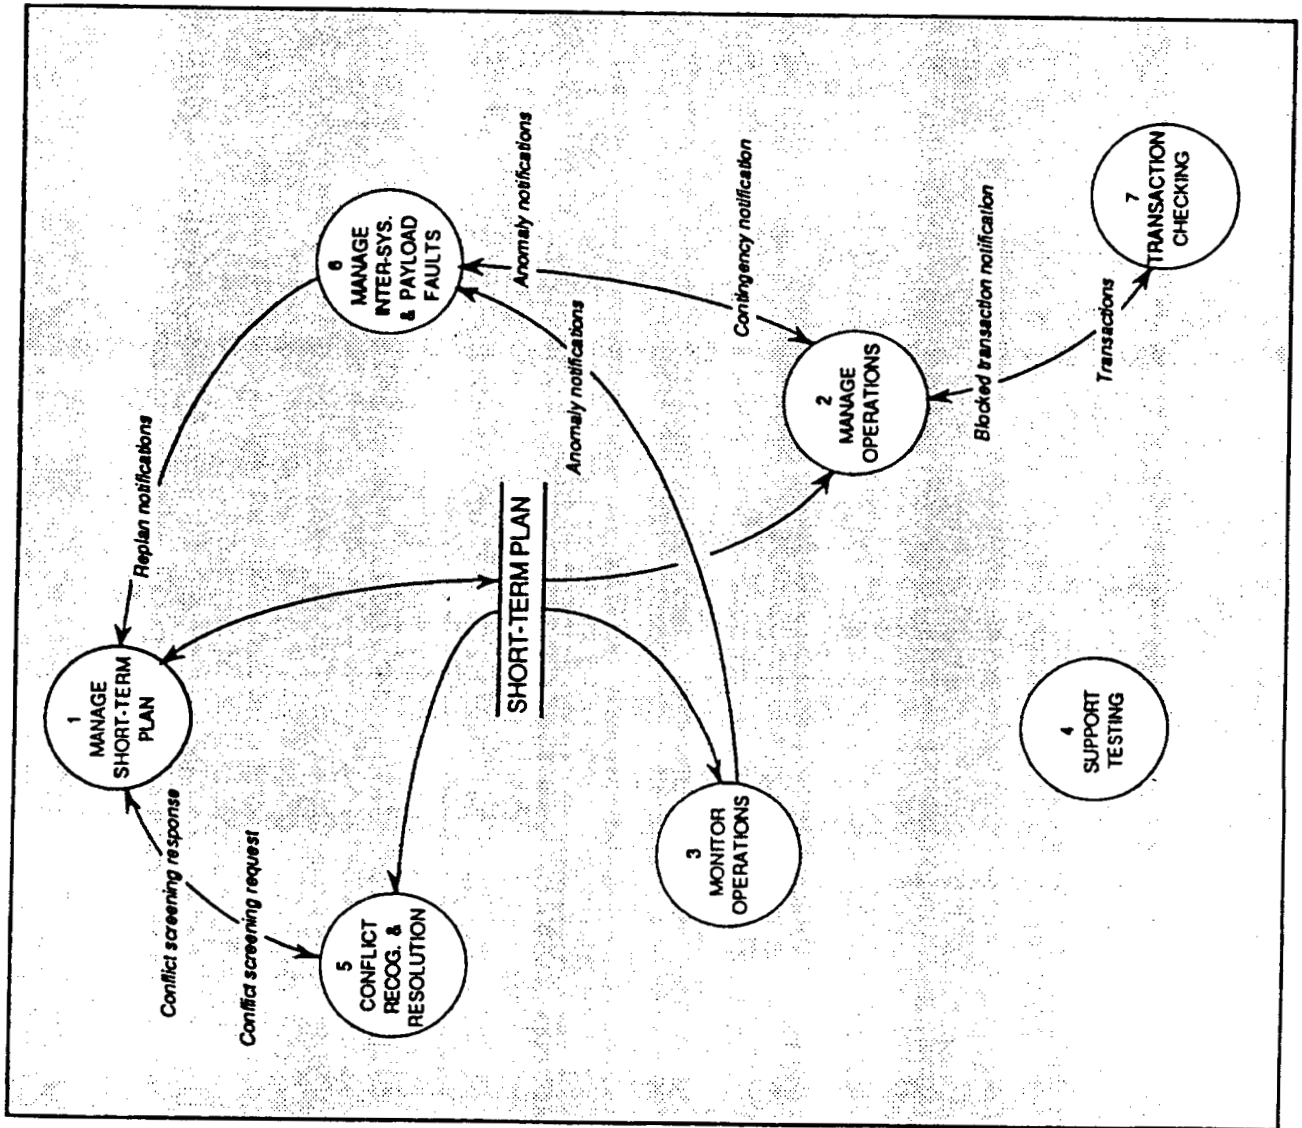 1
MANAGE
SHORT-TERM
PLAN
Replan notifications
Conflict screening response
Conflict screening request
5
CONFLICT
RECOG. &
RESOLUTION
6
MANAGE
INTER-SYS.
& PAYLOAD
FAULTS
Anomaly notifications
Anomaly notifications
SHORT-TERM PLAN
Contingency notification
3
MONITOR
OPERATIONS
2
MANAGE
OPERATIONS
Blocked transaction notification
Transactions
4
SUPPORT
TESTING
7
TRANSACTION
CHECKING